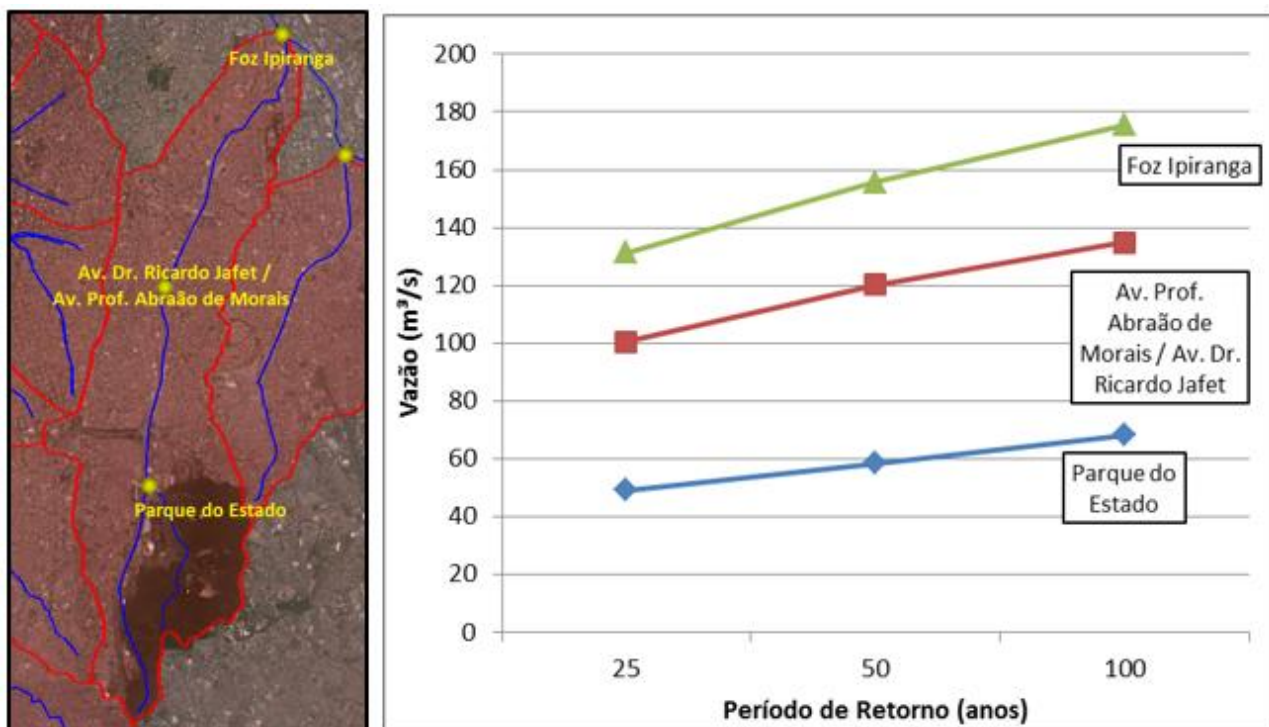 Foz Ipiranga
Av. Dr. Ricardo Jafet /
Av. Prof. Abraão de Morais
Parque do Estado
Vazão (m³/s)
200
180
160
140
120
100
80
60
40
20
0
25
50
100
Período de Retorno (anos)
Foz Ipiranga
Av. Prof.
Abraão de
Morais / Av. Dr.
Ricardo Jafet
Parque do
Estado